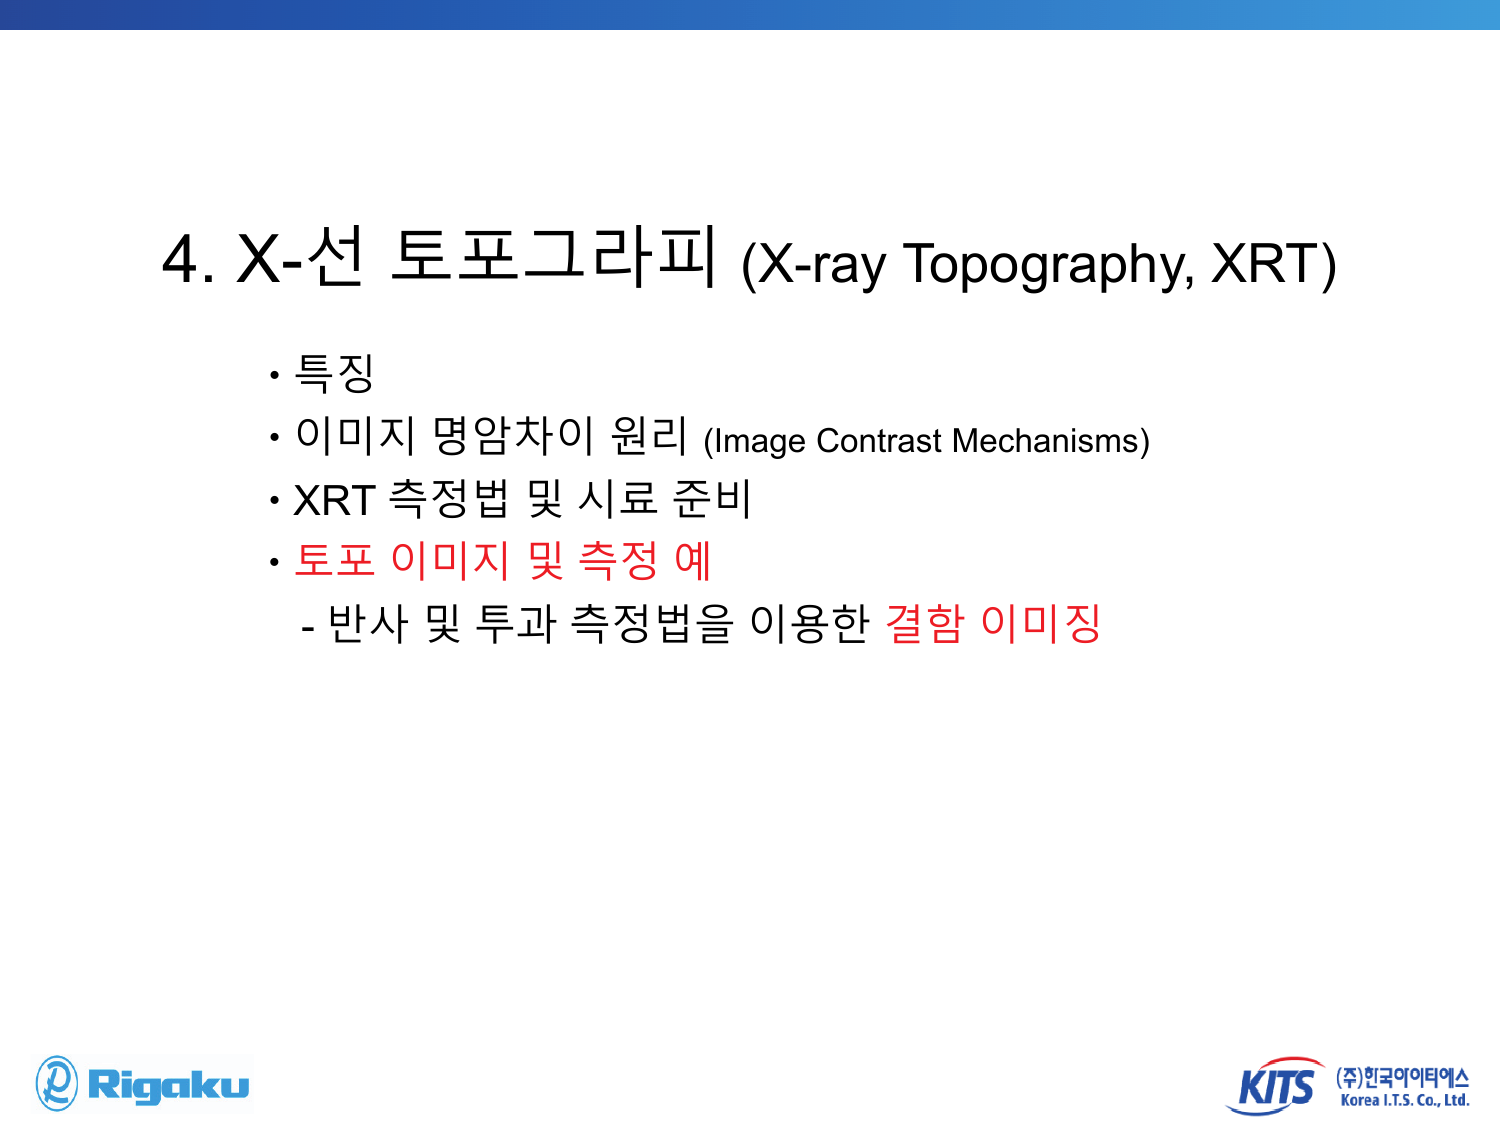 4. X-선 토포그라피 (X-ray Topography, XRT)
• 특징
• 이미지 명암차이 원리 (Image Contrast Mechanisms)
• XRT 측정법 및 시료 준비
• 토포 이미지 및 측정 예
- 반사 및 투과 측정법을 이용한 결함 이미징
Rigaku
KITS
(주)한국아이티에스
Korea I.T.S. Co., Ltd.